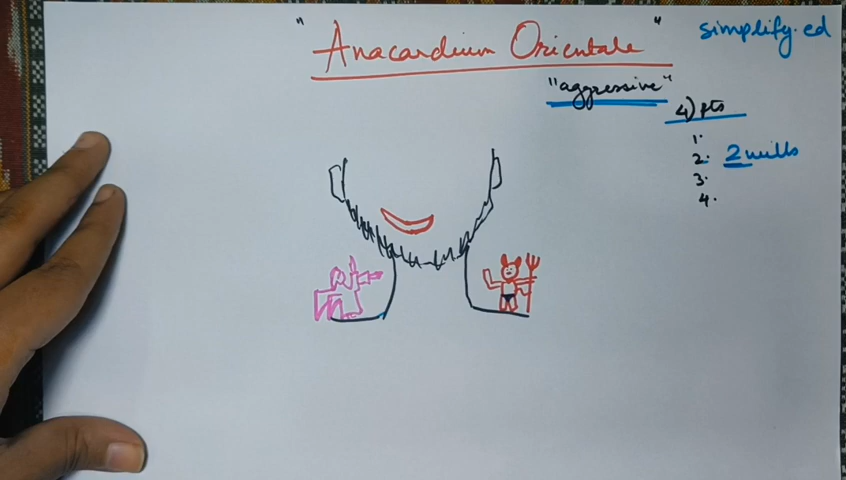 " Anacardium Orientale "
simplify.ed
"aggressive"
4) pts
1.
2. 2 wills
3.
4.